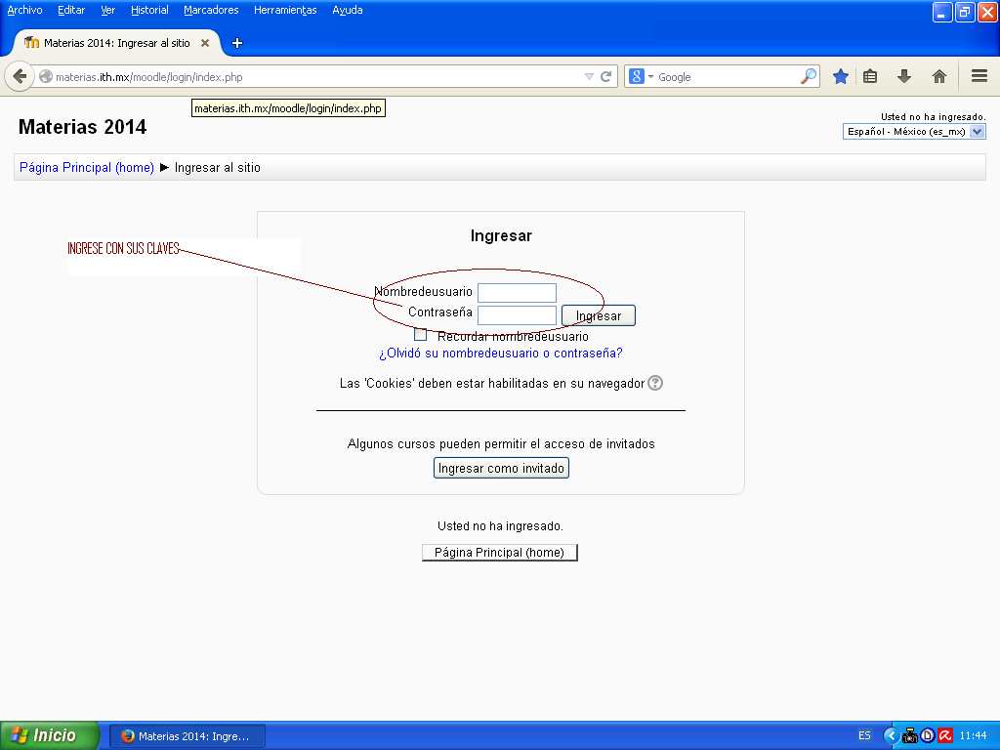 Archivo Editar Ver Historial Marcadores Herramientas Ayuda
Materias 2014: Ingresar al sitio
materias.ith.mx/moodle/login/index.php
Google
materias.ith.mx/moodle/login/index.php
Materias 2014
Usted no ha ingresado.
Español - México (es_mx)
Página Principal (home) ► Ingresar al sitio
Ingresar
INGRESE CON SUS CLAVES
Nombredeusuario
Contraseña
Ingresar
Recordar nombredeusuario
¿Olvidó su nombredeusuario o contraseña?
Las 'Cookies' deben estar habilitadas en su navegador ?
Algunos cursos pueden permitir el acceso de invitados
Ingresar como invitado
Usted no ha ingresado.
Página Principal (home)
Inicio
Materias 2014: Ingre...
ES
11:44